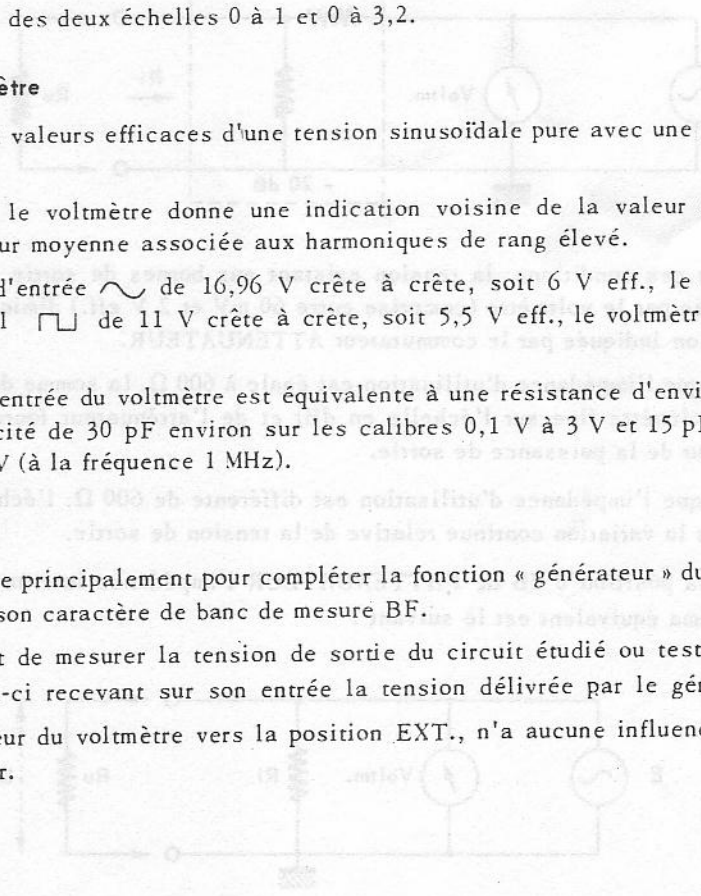 des deux échelles 0 à 1 et 0 à 3,2.
être
valeurs efficaces d'une tension sinusoïdale pure avec une
le voltmètre donne une indication voisine de la valeur
ur moyenne associée aux harmoniques de rang élevé.
d'entrée de 16,96 V crête à crête, soit 6 V eff., le
l de 11 V crête à crête, soit 5,5 V eff., le voltmètr
entrée du voltmètre est équivalente à une résistance d'envi
cité de 30 pF environ sur les calibres 0,1 V à 3 V et 15 pF
V (à la fréquence 1 MHz).
e principalement pour compléter la fonction « générateur » du
son caractère de banc de mesure BF.
t de mesurer la tension de sortie du circuit étudié ou test
-ci recevant sur son entrée la tension délivrée par le gén
eur du voltmètre vers la position EXT., n'a aucune influenc
r.